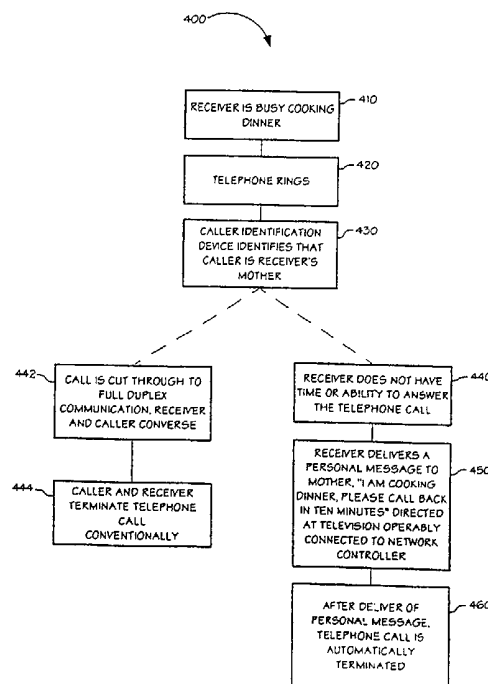 400
RECEIVER IS BUSY COOKING
DINNER
410
TELEPHONE RINGS
420
CALLER IDENTIFICATION
DEVICE IDENTIFIES THAT
CALLER IS RECEIVER'S
MOTHER
430
442
CALL IS CUT THROUGH TO
FULL DUPLEX
COMMUNICATION, RECEIVER
AND CALLER CONVERSE
444
CALLER AND RECEIVER
TERMINATE TELEPHONE
CALL
CONVENTIONALLY
RECEIVER DOES NOT HAVE
TIME OR ABILITY TO ANSWER
THE TELEPHONE CALL
440
RECEIVER DELIVERS A
PERSONAL MESSAGE TO
MOTHER, "I AM COOKING
DINNER, PLEASE CALL BACK
IN TEN MINUTES" DIRECTED
AT TELEVISION OPERABLY
CONNECTED TO NETWORK
CONTROLLER
450
AFTER DELIVER OF
PERSONAL MESSAGE,
TELEPHONE CALL IS
AUTOMATICALLY
TERMINATED
460